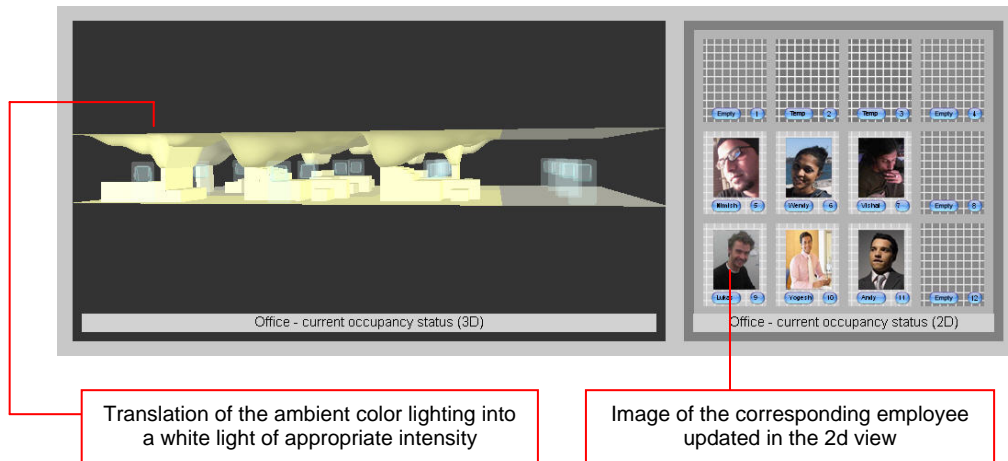 Empty 1 Temp 2 Temp 3 Empty 4
Nimish 5 Wendy 6 Vishal 7 Empty 8
Lukas 9 Yogesh 10 Andy 11 Empty 12
Office - current occupancy status (3D)
Office - current occupancy status (2D)
Translation of the ambient color lighting into
a white light of appropriate intensity
Image of the corresponding employee
updated in the 2d view